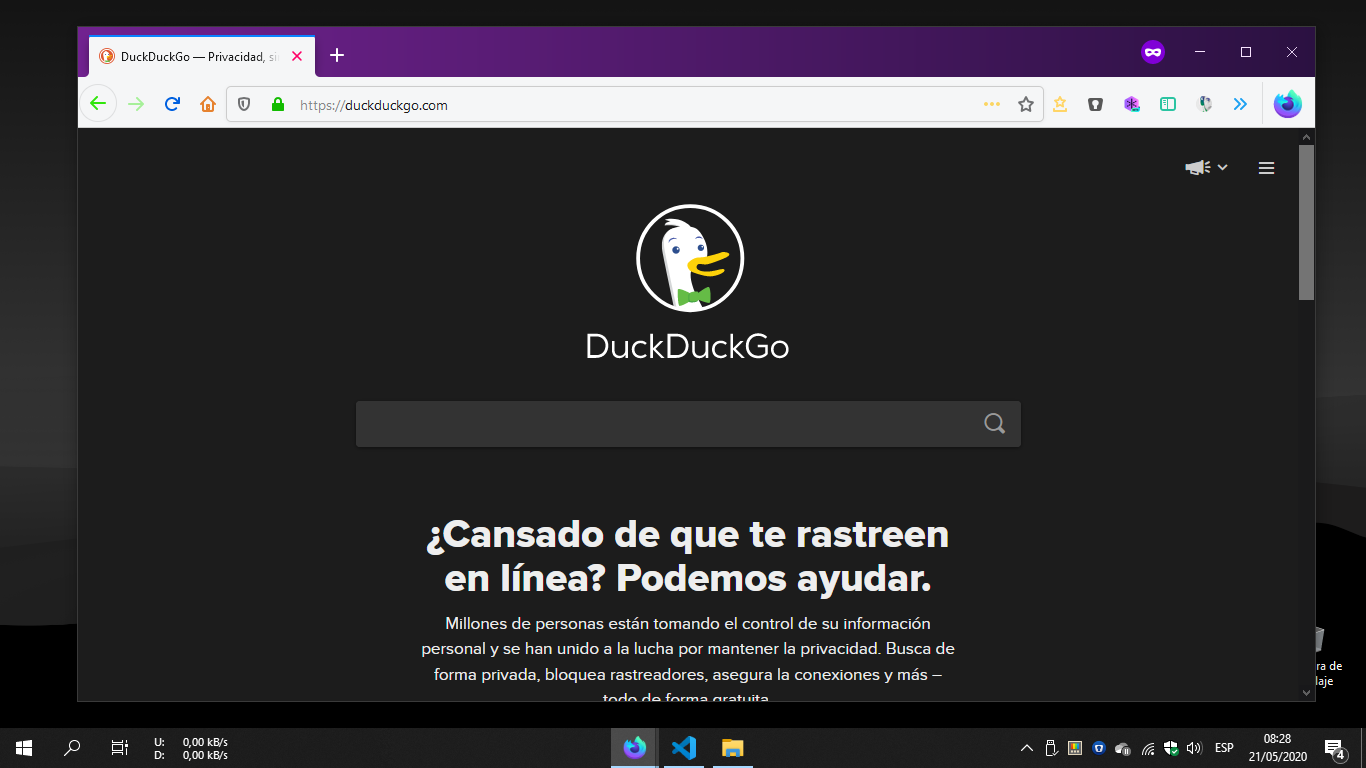 DuckDuckGo — Privacidad, si
https://duckduckgo.com
DuckDuckGo
¿Cansado de que te rastreen
en línea? Podemos ayudar.
Millones de personas están tomando el control de su información
personal y se han unido a la lucha por mantener la privacidad. Busca de
forma privada, bloquea rastreadores, asegura la conexiones y más –
todo de forma gratuita.
ra de
laje
U: 0,00 kB/s
D: 0,00 kB/s
ESP
08:28
21/05/2020
4